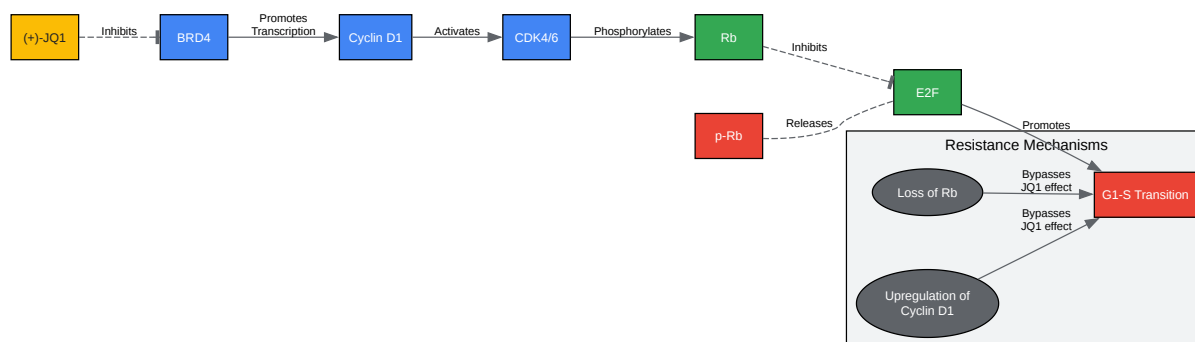 (+)-JQ1
Inhibits
BRD4
Promotes
Transcription
Cyclin D1
Activates
CDK4/6
Phosphorylates
Rb
Inhibits
E2F
p-Rb
Releases
Promotes
Resistance Mechanisms
Loss of Rb
Bypasses
JQ1 effect
G1-S Transition
Bypasses
JQ1 effect
Upregulation of
Cyclin D1